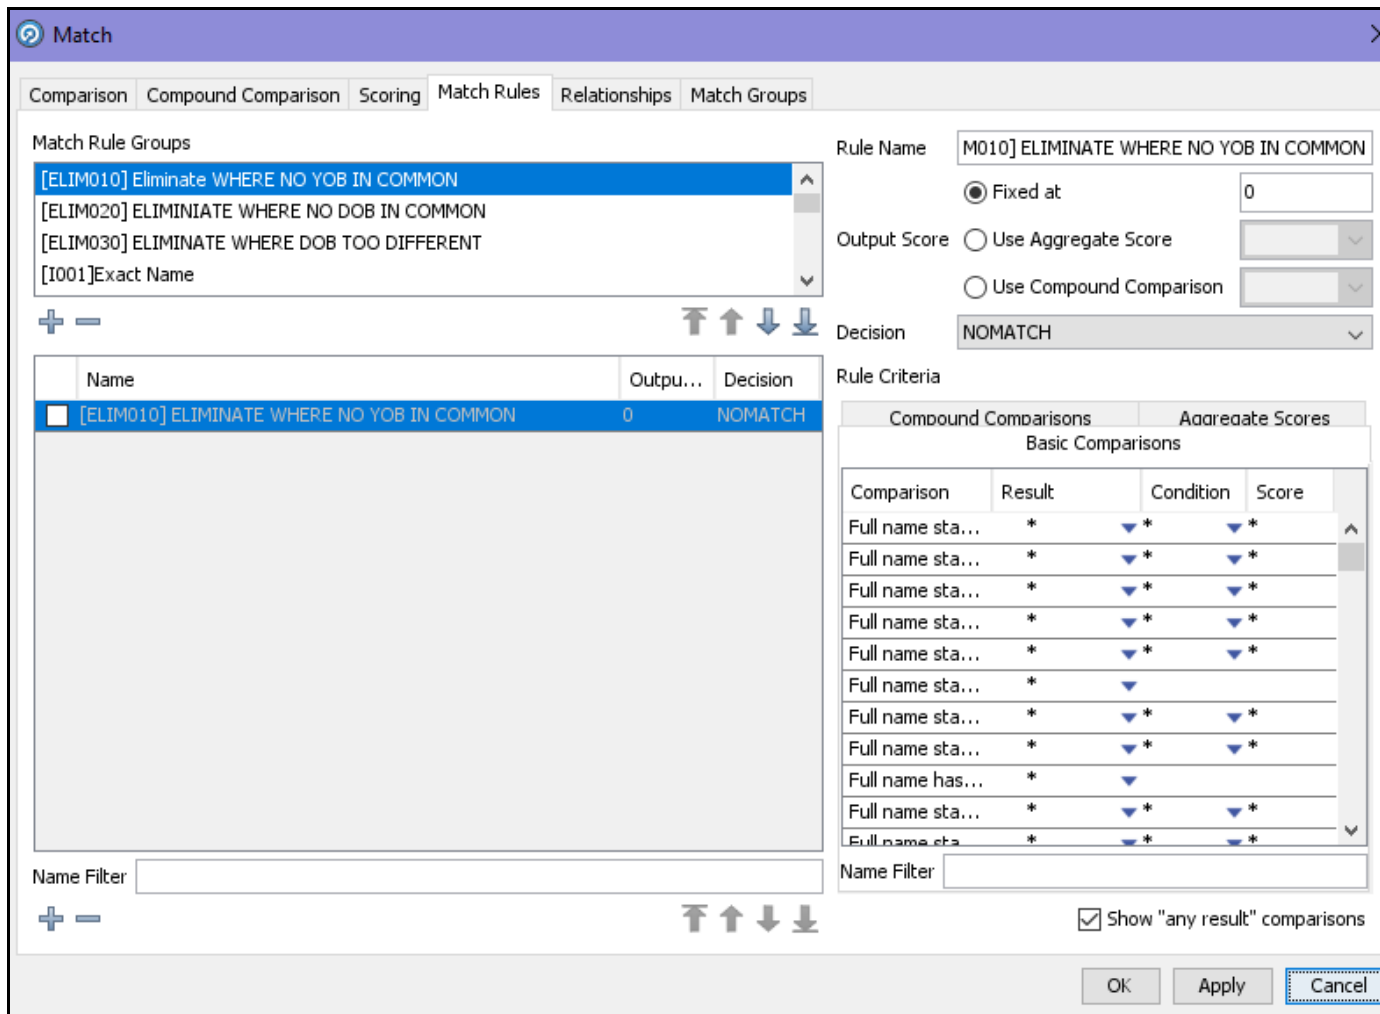 Match
Comparison Compound Comparison Scoring Match Rules Relationships Match Groups
Match Rule Groups
[ELIM010] Eliminate WHERE NO YOB IN COMMON
[ELIM020] ELIMINIATE WHERE NO DOB IN COMMON
[ELIM030] ELIMINATE WHERE DOB TOO DIFFERENT
[I001]Exact Name
Name Outpu... Decision
[ELIM010] ELIMINATE WHERE NO YOB IN COMMON 0 NOMATCH
Name Filter
Rule Name M010] ELIMINATE WHERE NO YOB IN COMMON
Fixed at 0
Output Score Use Aggregate Score
Use Compound Comparison
Decision NOMATCH
Rule Criteria
Compound Comparisons Aggregate Scores
Basic Comparisons
Comparison Result Condition Score
Full name sta... * * *
Full name sta... * * *
Full name sta... * * *
Full name sta... * * *
Full name sta... * * *
Full name sta... *
Full name sta... * * *
Full name sta... * * *
Full name has... *
Full name sta... * * *
Full name sta... * * *
Name Filter
Show "any result" comparisons
OK Apply Cancel